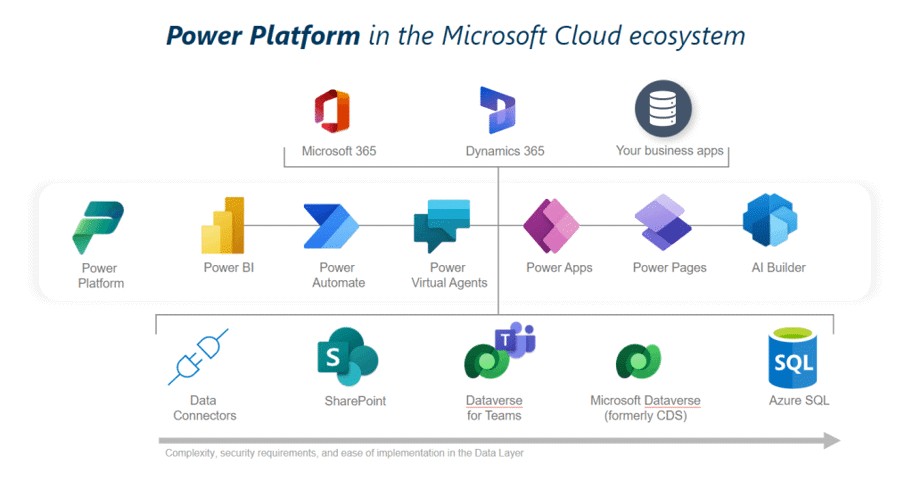 Power Platform in the Microsoft Cloud ecosystem
Microsoft 365
Dynamics 365
Your business apps
Power
Platform
Power BI
Power
Automate
Power
Virtual Agents
Power Apps
Power Pages
AI Builder
S
T
SQL
Data
Connectors
SharePoint
Dataverse
for Teams
Microsoft Dataverse
(formerly CDS)
Azure SQL
Complexity, security requirements, and ease of implementation in the Data Layer